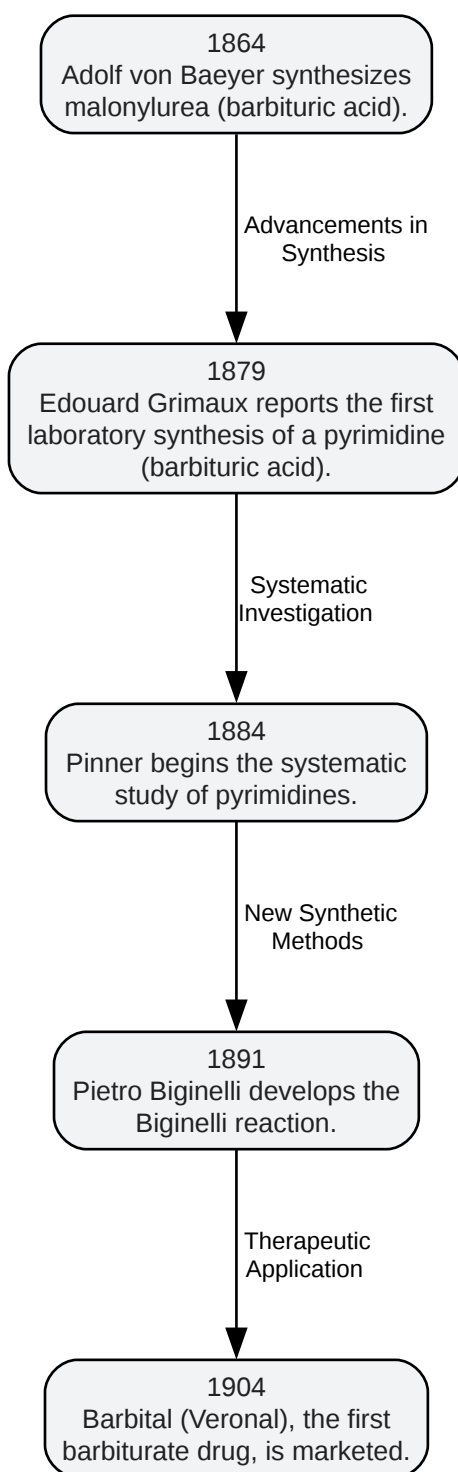 1864
Adolf von Baeyer synthesizes
malonylurea (barbituric acid).
Advancements in
Synthesis
1879
Edouard Grimaux reports the first
laboratory synthesis of a pyrimidine
(barbituric acid).
Systematic
Investigation
1884
Pinner begins the systematic
study of pyrimidines.
New Synthetic
Methods
1891
Pietro Biginelli develops the
Biginelli reaction.
Therapeutic
Application
1904
Barbital (Veronal), the first
barbiturate drug, is marketed.